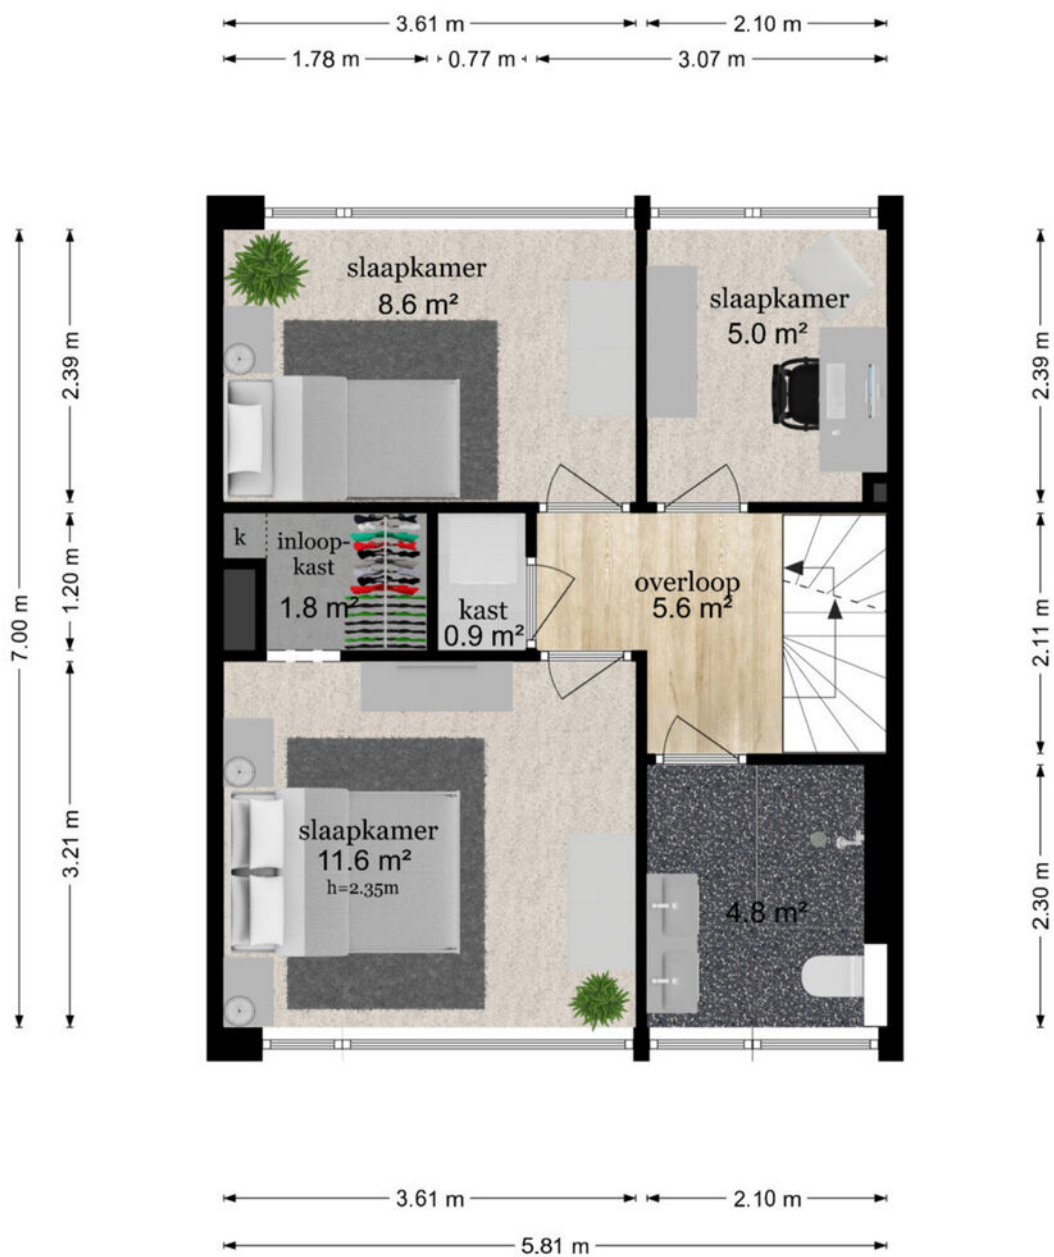 3.61 m
2.10 m
1.78 m
0.77 m
3.07 m
slaapkamer
8.6 m²
slaapkamer
5.0 m²
2.39 m
2.39 m
k
inloop-
kast
1.8 m²
kast
0.9 m²
overloop
5.6 m²
1.20 m
7.00 m
2.11 m
slaapkamer
11.6 m²
h=2.35m
4.8 m²
3.21 m
2.30 m
3.61 m
2.10 m
5.81 m